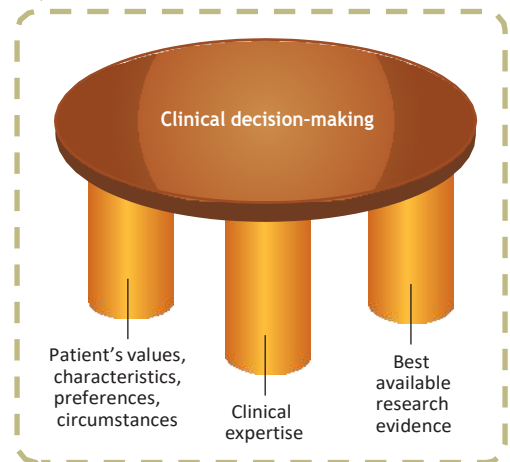 Clinical decision-making
Patient’s values,
characteristics,
preferences,
circumstances
Clinical
expertise
Best
available
research
evidence